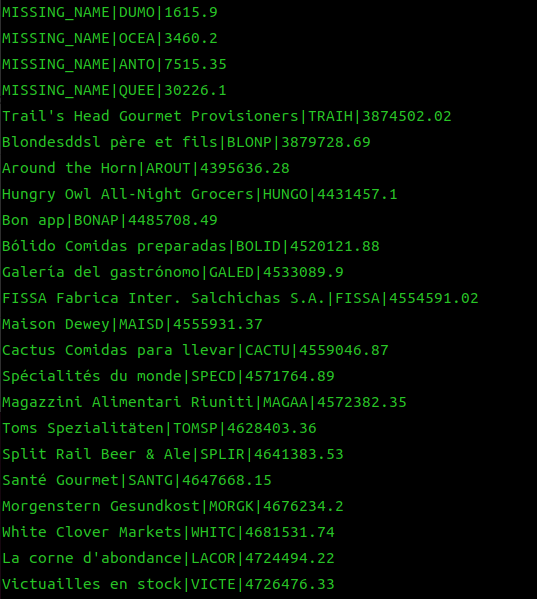 MISSING_NAME|DUMO|1615.9
MISSING_NAME|OCEA|3460.2
MISSING_NAME|ANTO|7515.35
MISSING_NAME|QUEE|30226.1
Trail's Head Gourmet Provisioners|TRAIH|3874502.02
Blondesddsl père et fils|BLONP|3879728.69
Around the Horn|AROUT|4395636.28
Hungry Owl All-Night Grocers|HUNGO|4431457.1
Bon app|BONAP|4485708.49
Bólido Comidas preparadas|BOLID|4520121.88
Galería del gastrónomo|GALED|4533089.9
FISSA Fabrica Inter. Salchichas S.A.|FISSA|4554591.02
Maison Dewey|MAISD|4555931.37
Cactus Comidas para llevar|CACTU|4559046.87
Spécialités du monde|SPECD|4571764.89
Magazzini Alimentari Riuniti|MAGAA|4572382.35
Toms Spezialitäten|TOMSP|4628403.36
Split Rail Beer & Ale|SPLIR|4641383.53
Santé Gourmet|SANTG|4647668.15
Morgenstern Gesundkost|MORGK|4676234.2
White Clover Markets|WHITC|4681531.74
La corne d'abondance|LACOR|4724494.22
Victuailles en stock|VICTE|4726476.33